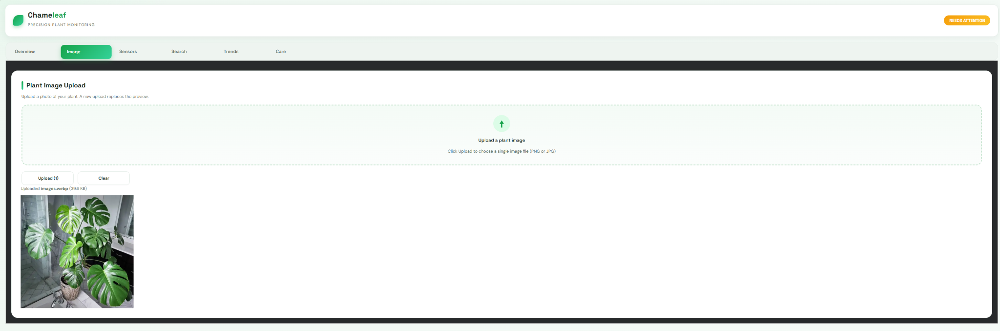 Chameleaf
PRECISION PLANT MONITORING
NEEDS ATTENTION
Overview
Image
Sensors
Search
Trends
Care
Plant Image Upload
Upload a photo of your plant. A new upload replaces the preview.
Upload a plant image
Click Upload to choose a single image file (PNG or JPG)
Upload (1)
Clear
Uploaded images.webp (39.6 KB)